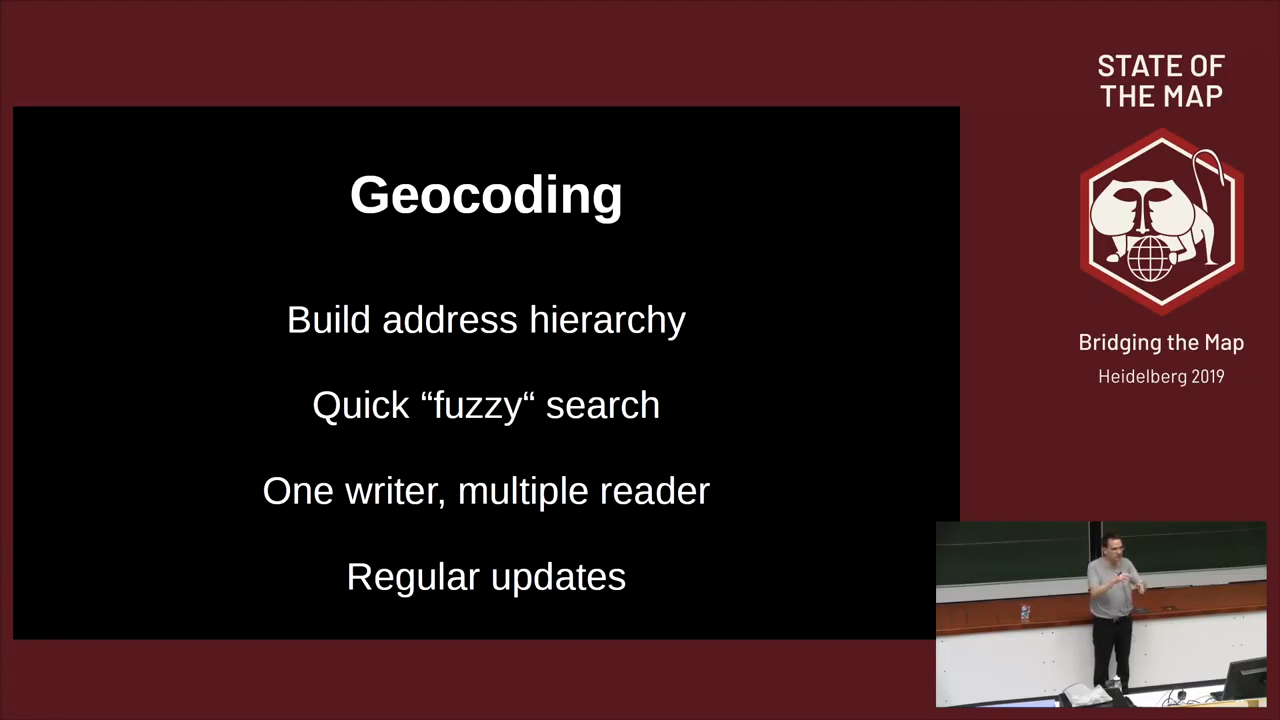 STATE OF
THE MAP
Geocoding
Build address hierarchy
Quick “fuzzy“ search
One writer, multiple reader
Regular updates
Bridging the Map
Heidelberg 2019